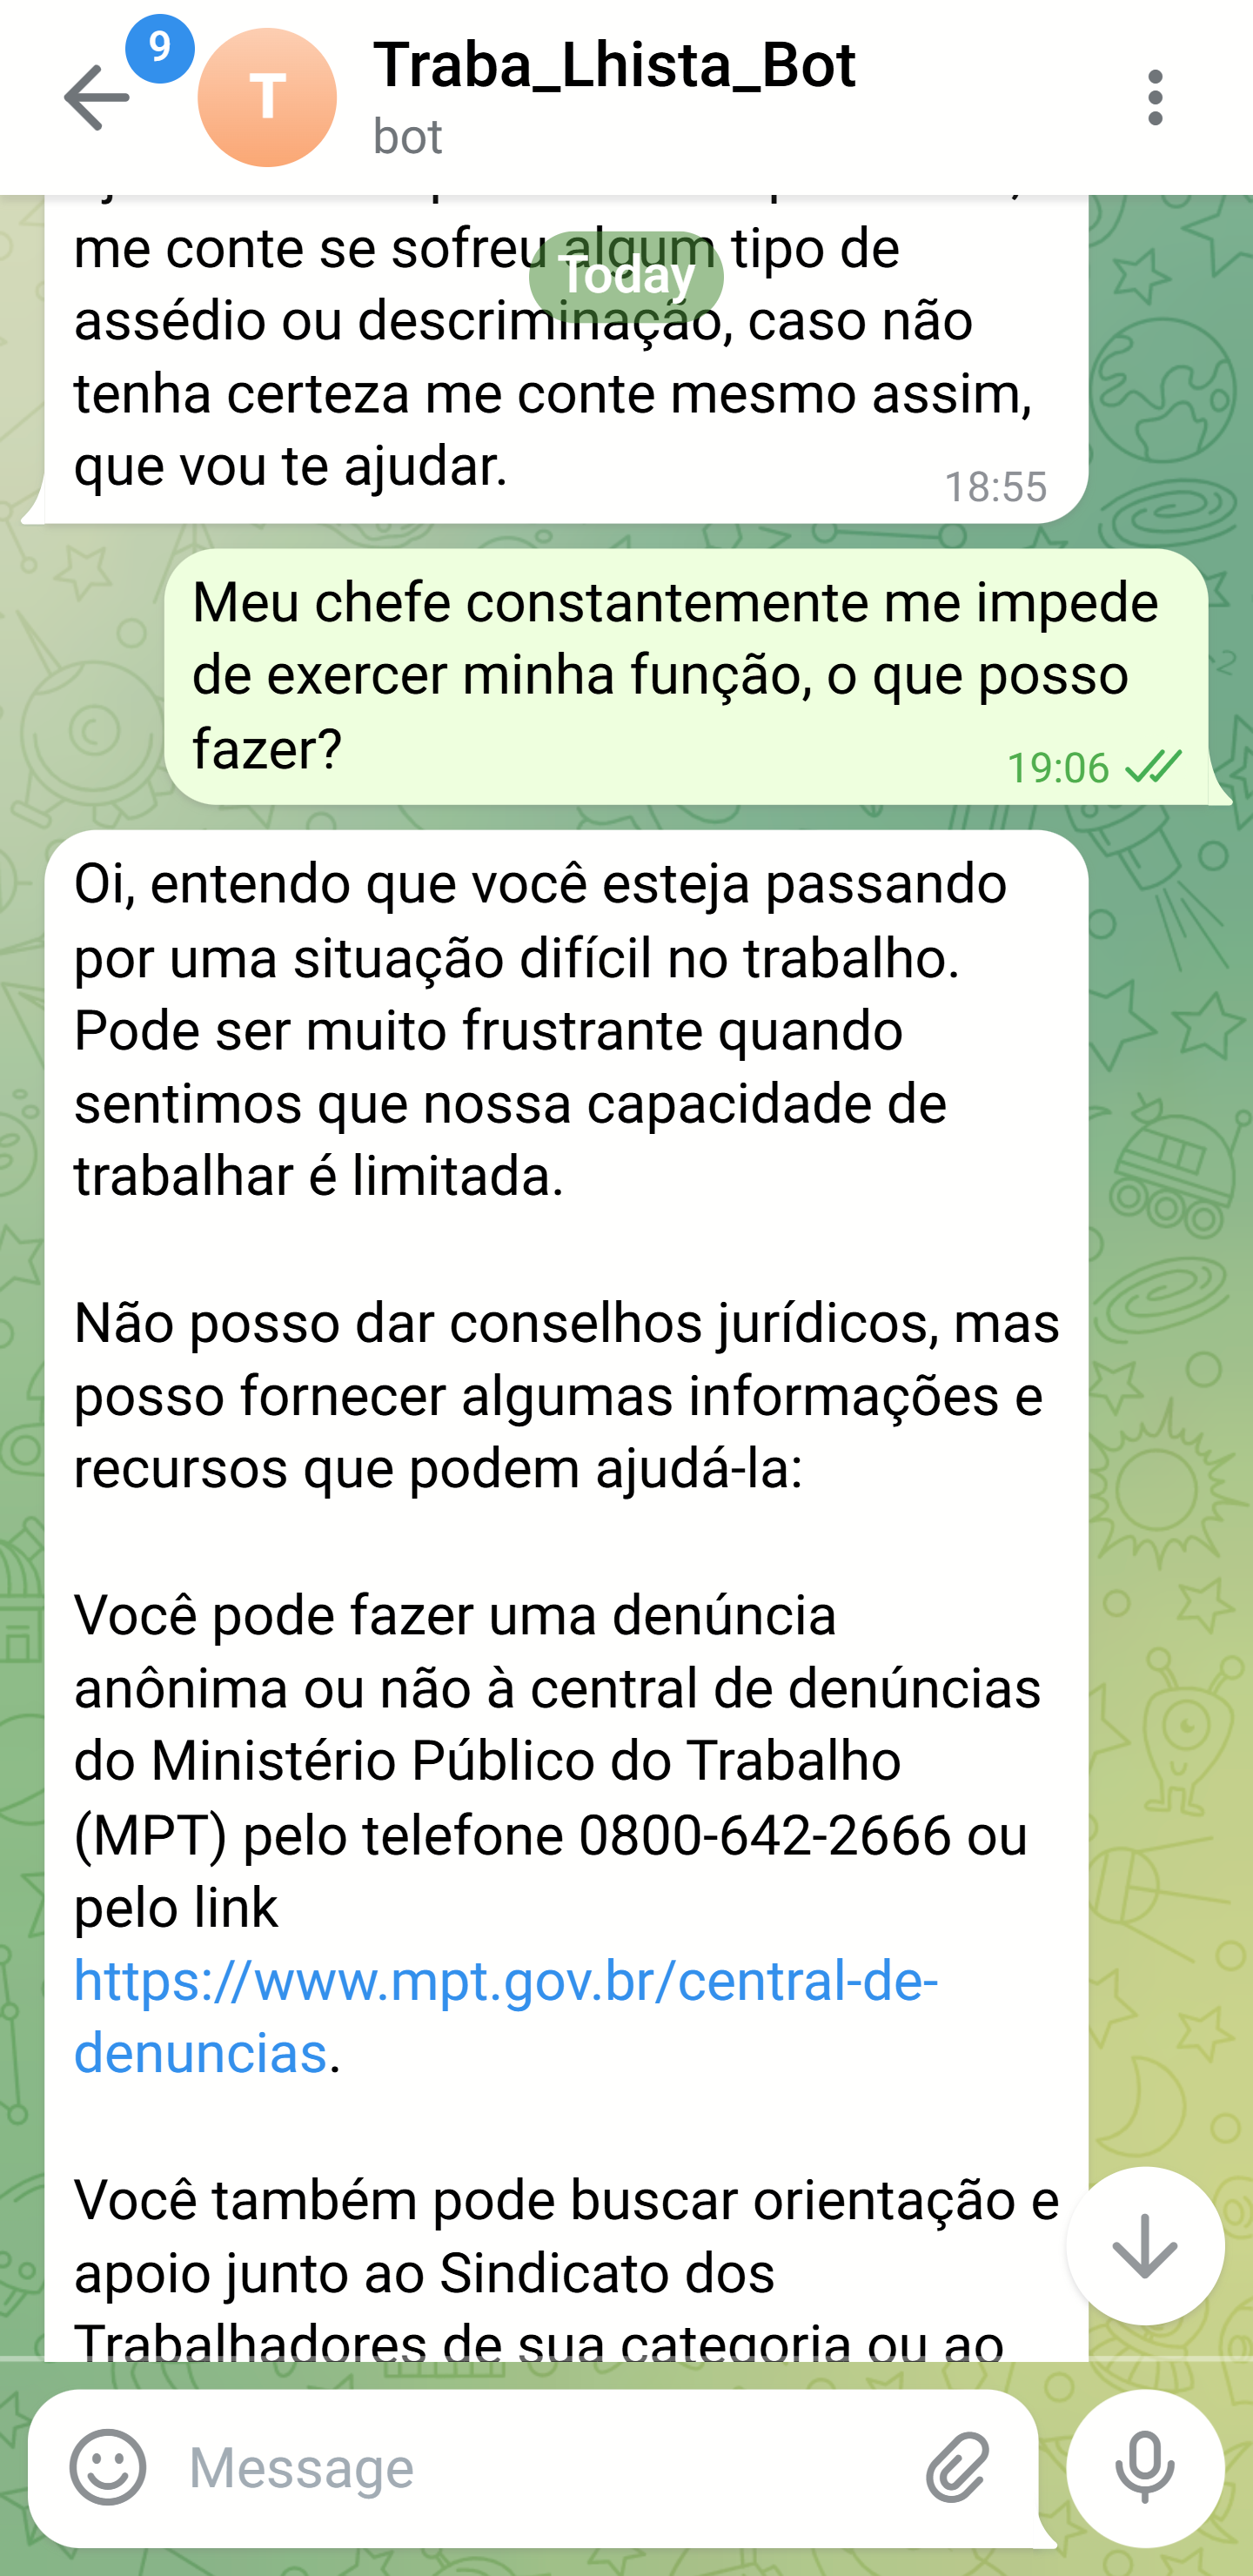 9
T
Traba_Lhista_Bot
bot
me conte se sofreu algum tipo de
Today
assédio ou descriminação, caso não
tenha certeza me conte mesmo assim,
que vou te ajudar.
18:55
Meu chefe constantemente me impede
de exercer minha função, o que posso
fazer?
19:06
Oi, entendo que você esteja passando
por uma situação difícil no trabalho.
Pode ser muito frustrante quando
sentimos que nossa capacidade de
trabalhar é limitada.
Não posso dar conselhos jurídicos, mas
posso fornecer algumas informações e
recursos que podem ajudá-la:
Você pode fazer uma denúncia
anônima ou não à central de denúncias
do Ministério Público do Trabalho
(MPT) pelo telefone 0800-642-2666 ou
pelo link
https://www.mpt.gov.br/central-de-
denuncias.
Você também pode buscar orientação e
apoio junto ao Sindicato dos
Trabalhadores de sua categoria ou ao
Message